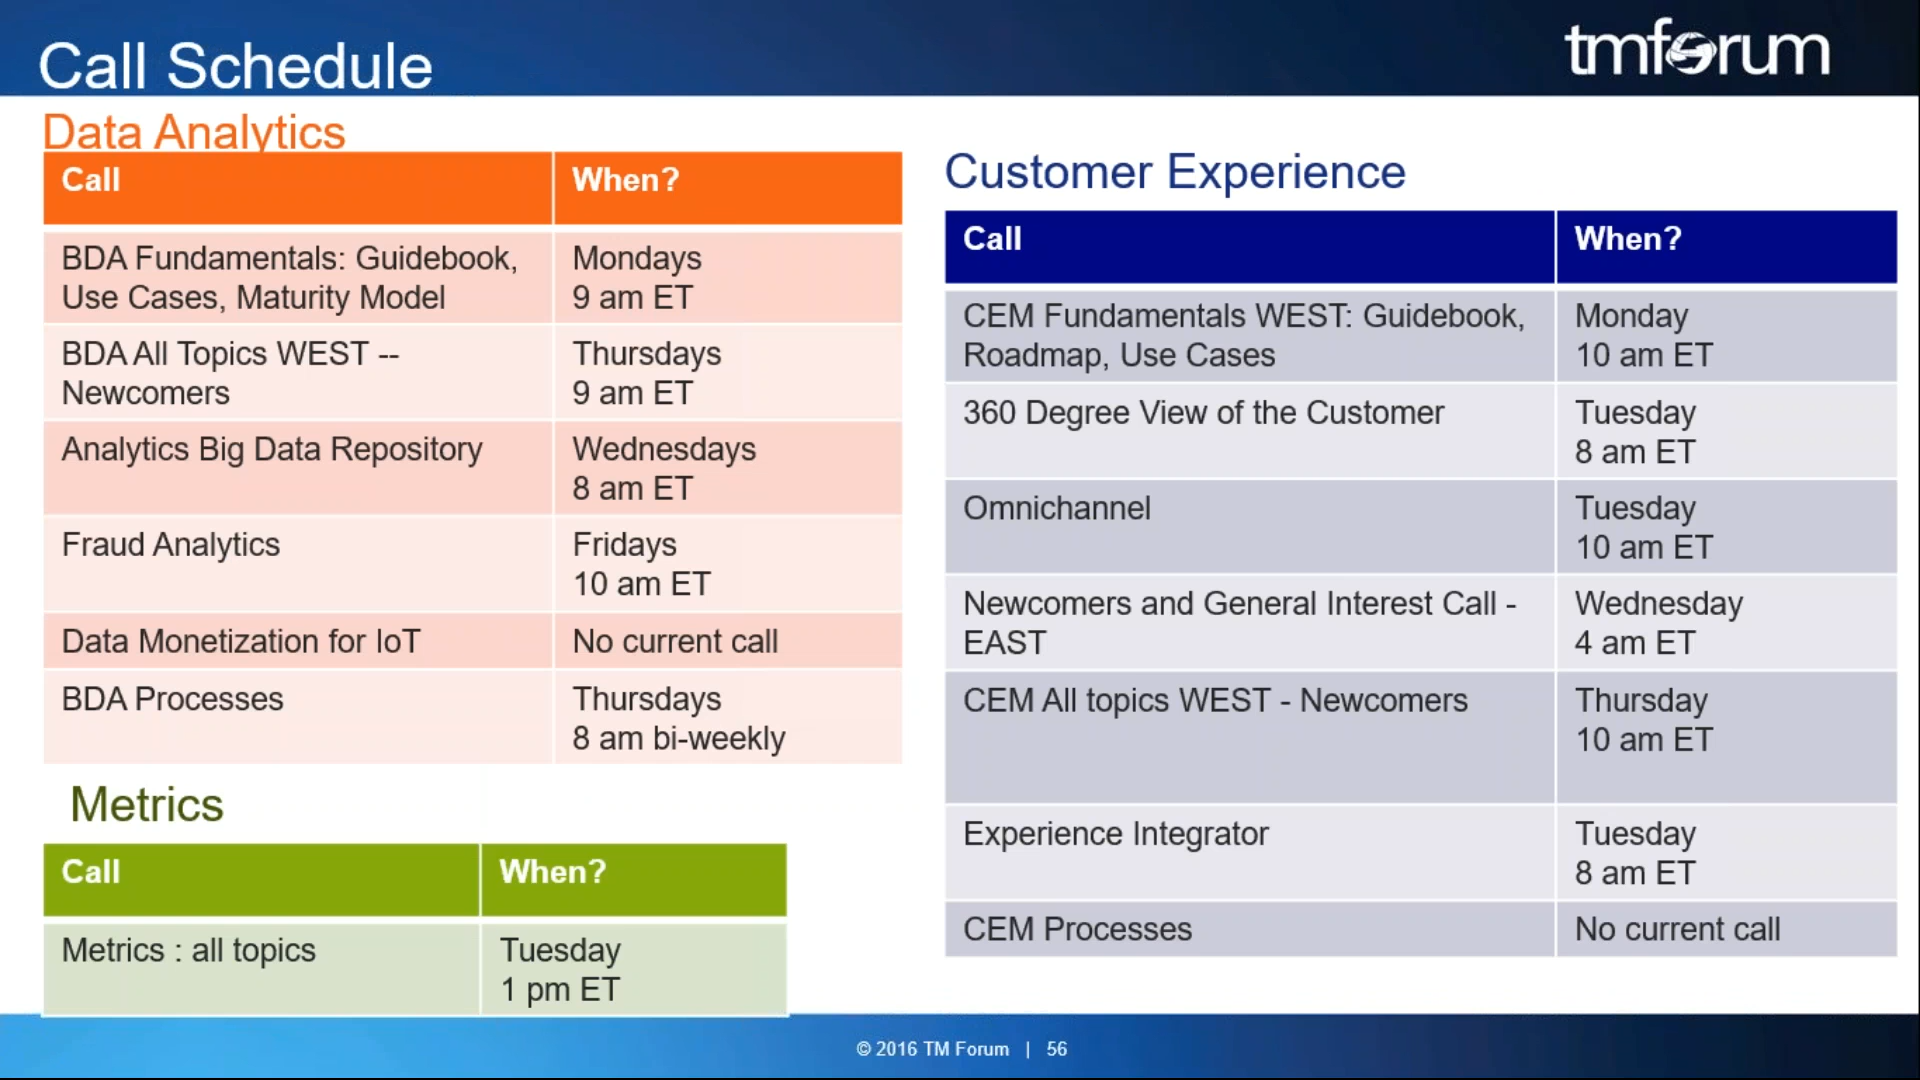 Call Schedule
tmforum
Data Analytics
Call When?
BDA Fundamentals: Guidebook, Mondays
Use Cases, Maturity Model 9 am ET
BDA All Topics WEST -- Thursdays
Newcomers 9 am ET
Analytics Big Data Repository Wednesdays
8 am ET
Fraud Analytics Fridays
10 am ET
Data Monetization for IoT No current call
BDA Processes Thursdays
8 am bi-weekly
Metrics
Call When?
Metrics : all topics Tuesday
1 pm ET
Customer Experience
Call When?
CEM Fundamentals WEST: Guidebook, Monday
Roadmap, Use Cases 10 am ET
360 Degree View of the Customer Tuesday
8 am ET
Omnichannel Tuesday
10 am ET
Newcomers and General Interest Call - Wednesday
EAST 4 am ET
CEM All topics WEST - Newcomers Thursday
10 am ET
Experience Integrator Tuesday
8 am ET
CEM Processes No current call
© 2016 TM Forum | 56